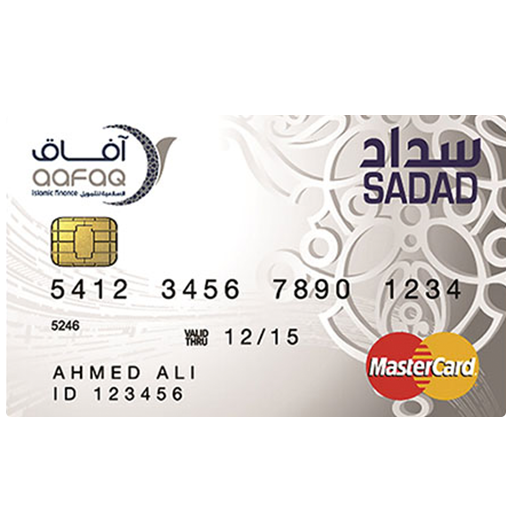 آفاق
aafaq
islamic finance الإسلامية للتمويل
سداد
SADAD
5412 3456 7890 1234
5246
VALID THRU 12/15
AHMED ALI
ID 123456
MasterCard